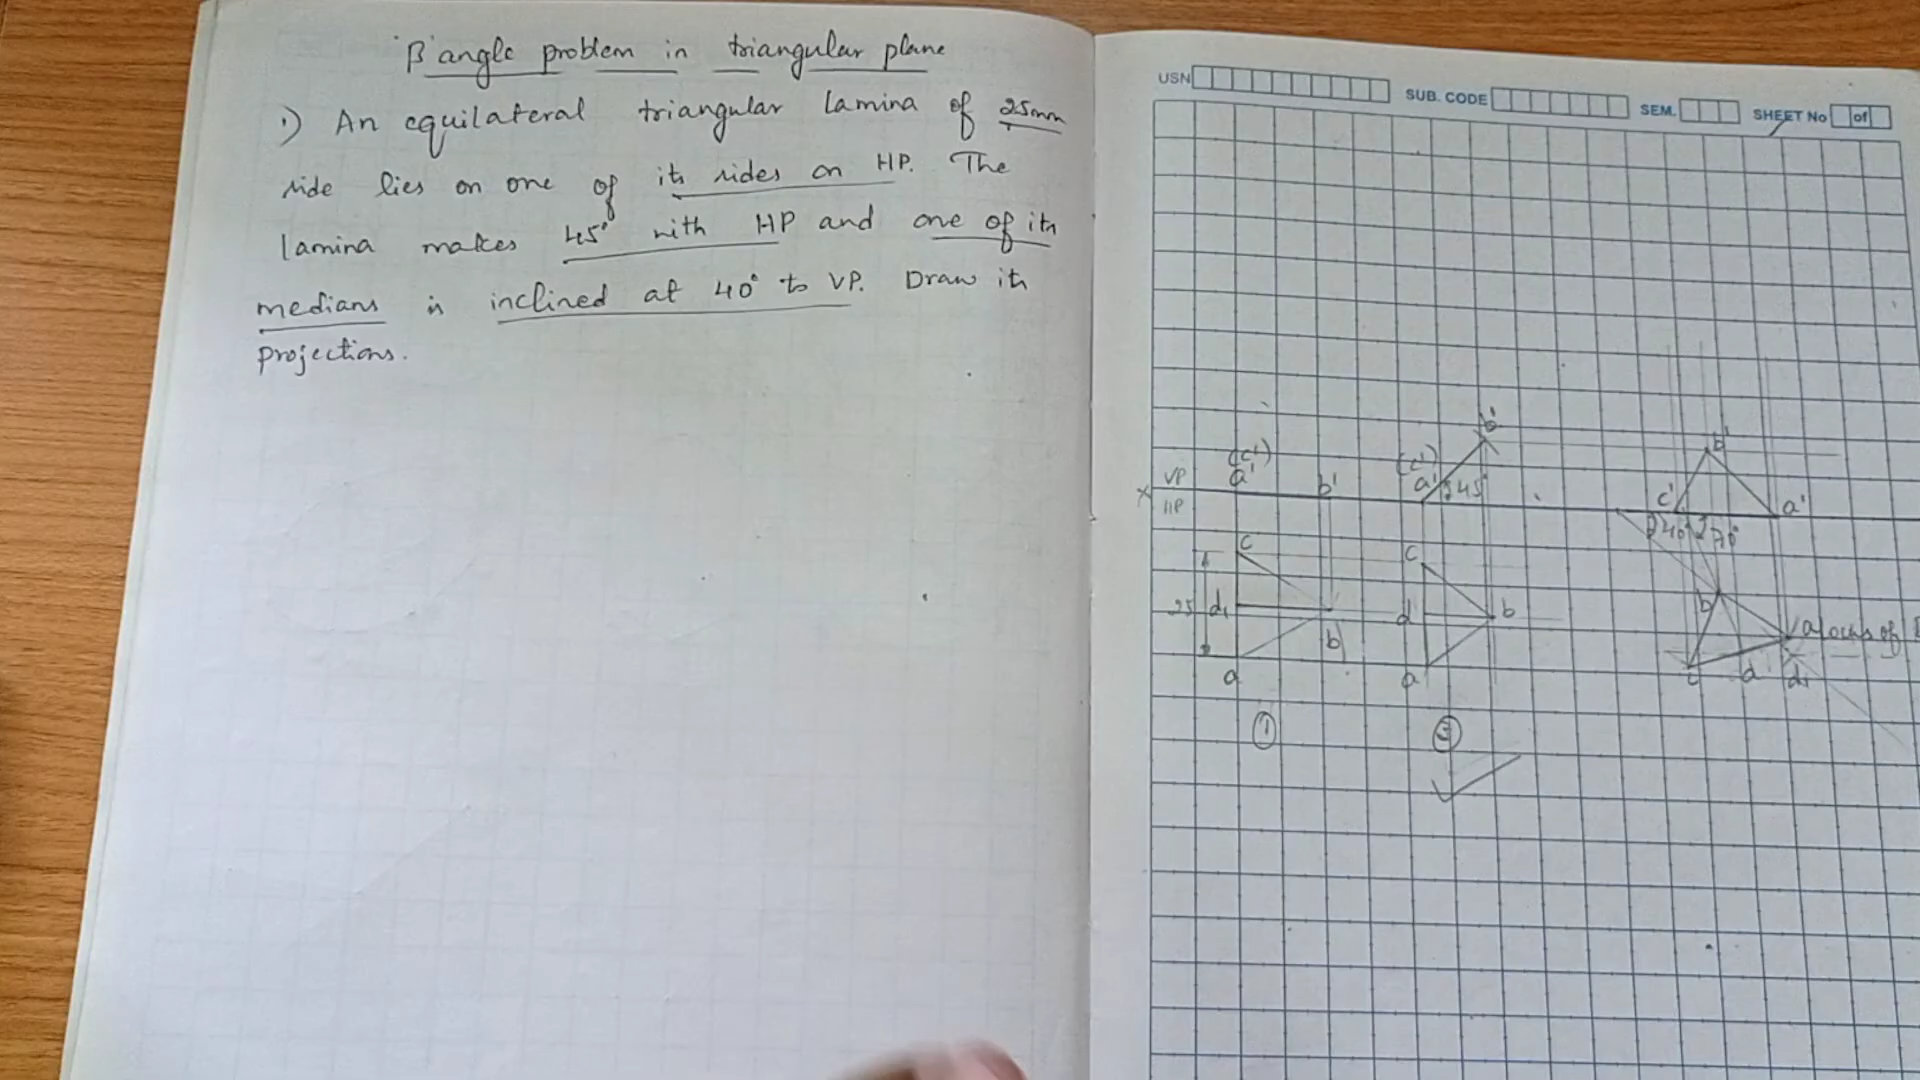 β angle problem in triangular plane
1) An equilateral triangular lamina of 25mm
side lies on one of its sides on HP. The
lamina makes 45° with HP and one of its
medians is inclined at 40° to VP. Draw its
projections.
USN SUB. CODE SEM. SHEET No of
b'
b'
(c') (c')
VP a' b' a' 45° c' a'
X HP
40° 70°
c c
25 d1 b d b b a Locus of
a a c d d1
1 3